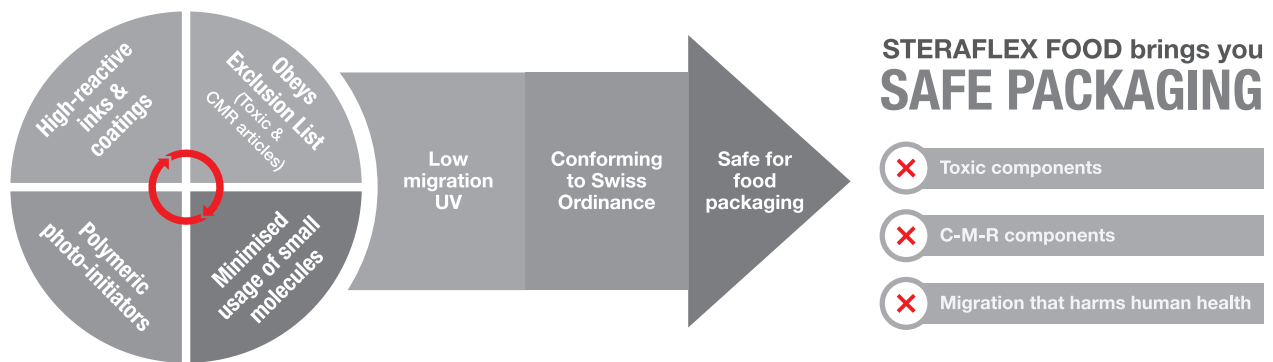 High-reactive
inks &
coatings
Obeys
Exclusion List
(Toxic &
CMR articles)
Polymeric
photo-initiators
Minimised
usage of small
molecules
Low
migration
UV
Conforming
to Swiss
Ordinance
Safe for
food
packaging
STERAFLEX FOOD brings you
SAFE PACKAGING
Toxic components
C-M-R components
Migration that harms human health